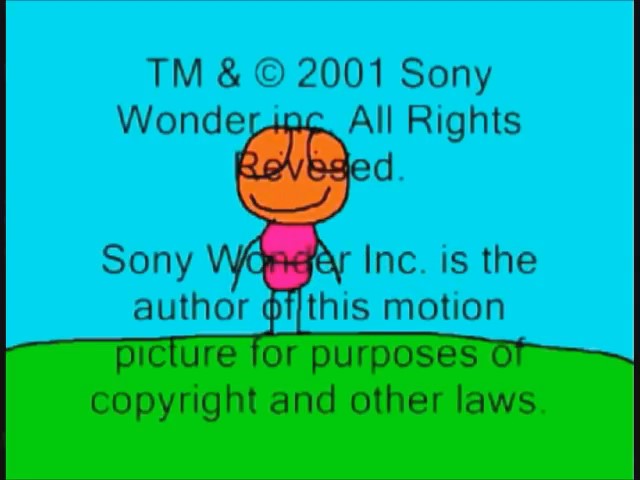 TM & © 2001 Sony
Wonder inc. All Rights
Revesed.
Sony Wonder Inc. is the
author of this motion
picture for purposes of
copyright and other laws.